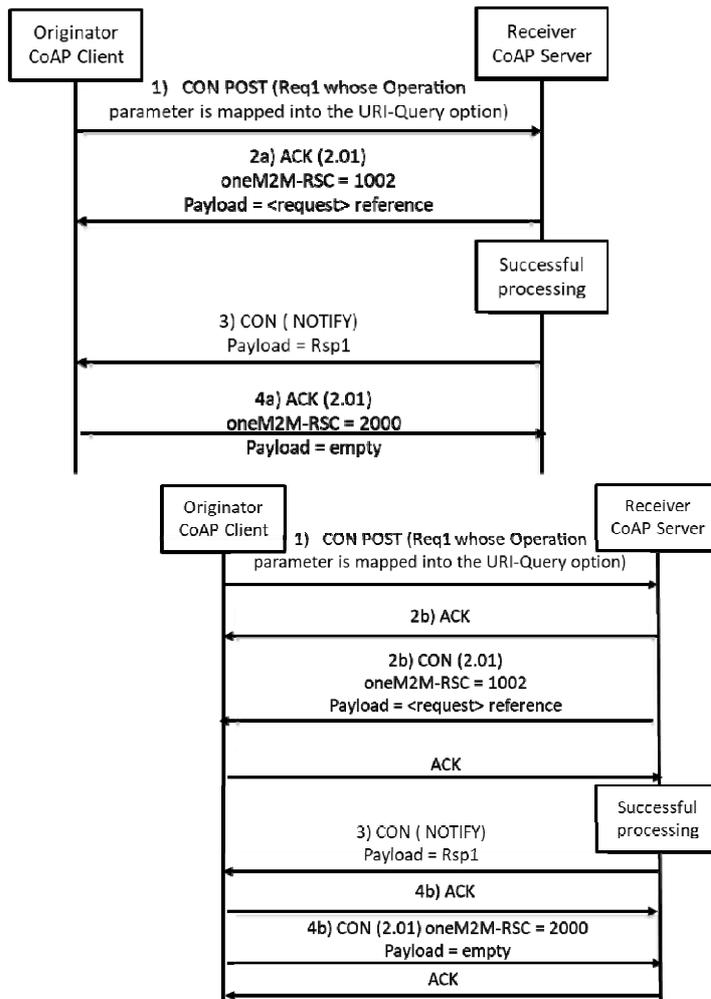 Originator
CoAP Client
Receiver
CoAP Server
1) CON POST (Req1 whose Operation
parameter is mapped into the URI-Query option)
2a) ACK (2.01)
oneM2M-RSC = 1002
Payload = <request> reference
Successful
processing
3) CON ( NOTIFY)
Payload = Rsp1
4a) ACK (2.01)
oneM2M-RSC = 2000
Payload = empty
Originator
CoAP Client
Receiver
CoAP Server
1) CON POST (Req1 whose Operation
parameter is mapped into the URI-Query option)
2b) ACK
2b) CON (2.01)
oneM2M-RSC = 1002
Payload = <request> reference
ACK
Successful
processing
3) CON ( NOTIFY)
Payload = Rsp1
4b) ACK
4b) CON (2.01) oneM2M-RSC = 2000
Payload = empty
ACK